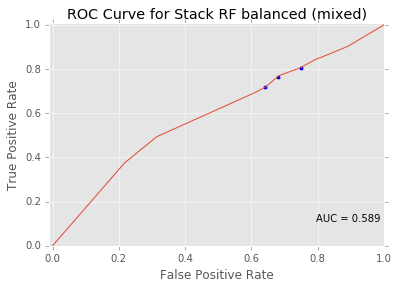 ROC Curve for Stack RF balanced (mixed)
True Positive Rate
1.0
0.8
0.6
0.4
0.2
0.0
AUC = 0.589
0.0 0.2 0.4 0.6 0.8 1.0
False Positive Rate